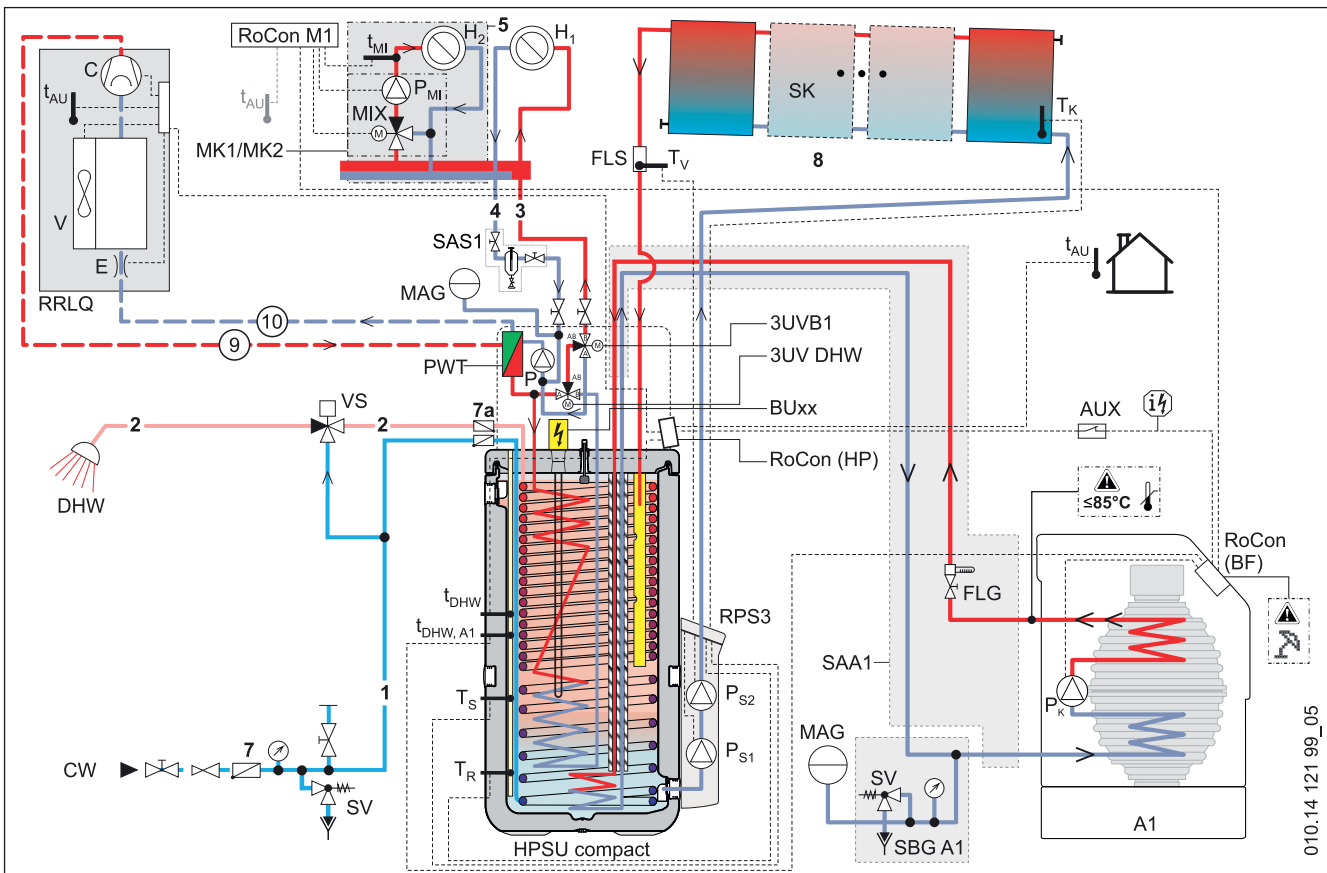 RoCon M1
5
tMI
H2
H1
C
PMI
tAU
tAU
MIX
M
MK1/MK2
V
E
RRLQ
SK
TK
8
FLS
TV
4
3
SAS1
MAG
10
9
PWT
P
AB
B
A
M
AB
A
B
M
3UVB1
3UV DHW
BUxx
RoCon (HP)
tAU
AUX
i
≤85°C
RoCon
(BF)
VS
2
2
7a
DHW
tDHW
tDHW, A1
TS
TR
1
7
CW
SV
HPSU compact
RPS3
PS2
PS1
SAA1
FLG
PK
MAG
SV
SBG A1
A1
010.14 121 99_05